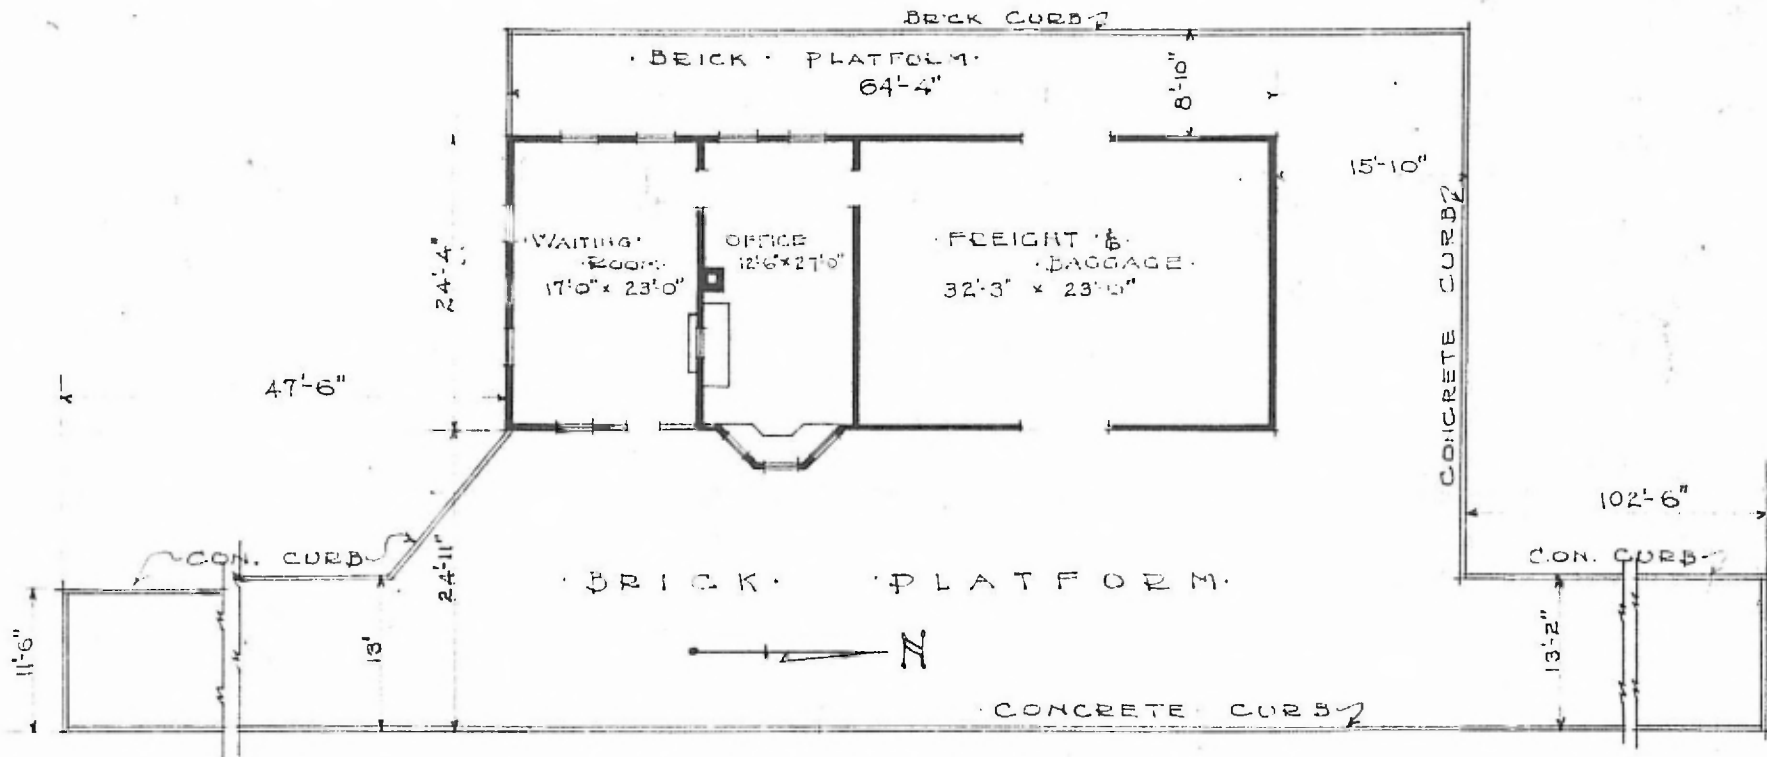 BRICK CURB
· BRICK · PLATFORM ·
64'-4"
8'-10"
15'-10"
CONCRETE CURB
24'-4"
· WAITING ·
· ROOM ·
17'-0" x 23'-0"
OFFICE
12'-6" x 27'-0"
· FREIGHT · & ·
· BAGGAGE ·
32'-3" x 23'-0"
47'-6"
102'-6"
CON. CURB
24'-11"
· BRICK · · PLATFORM ·
CON. CURB
11'-6"
13'
N
13'-2"
· CONCRETE CURB